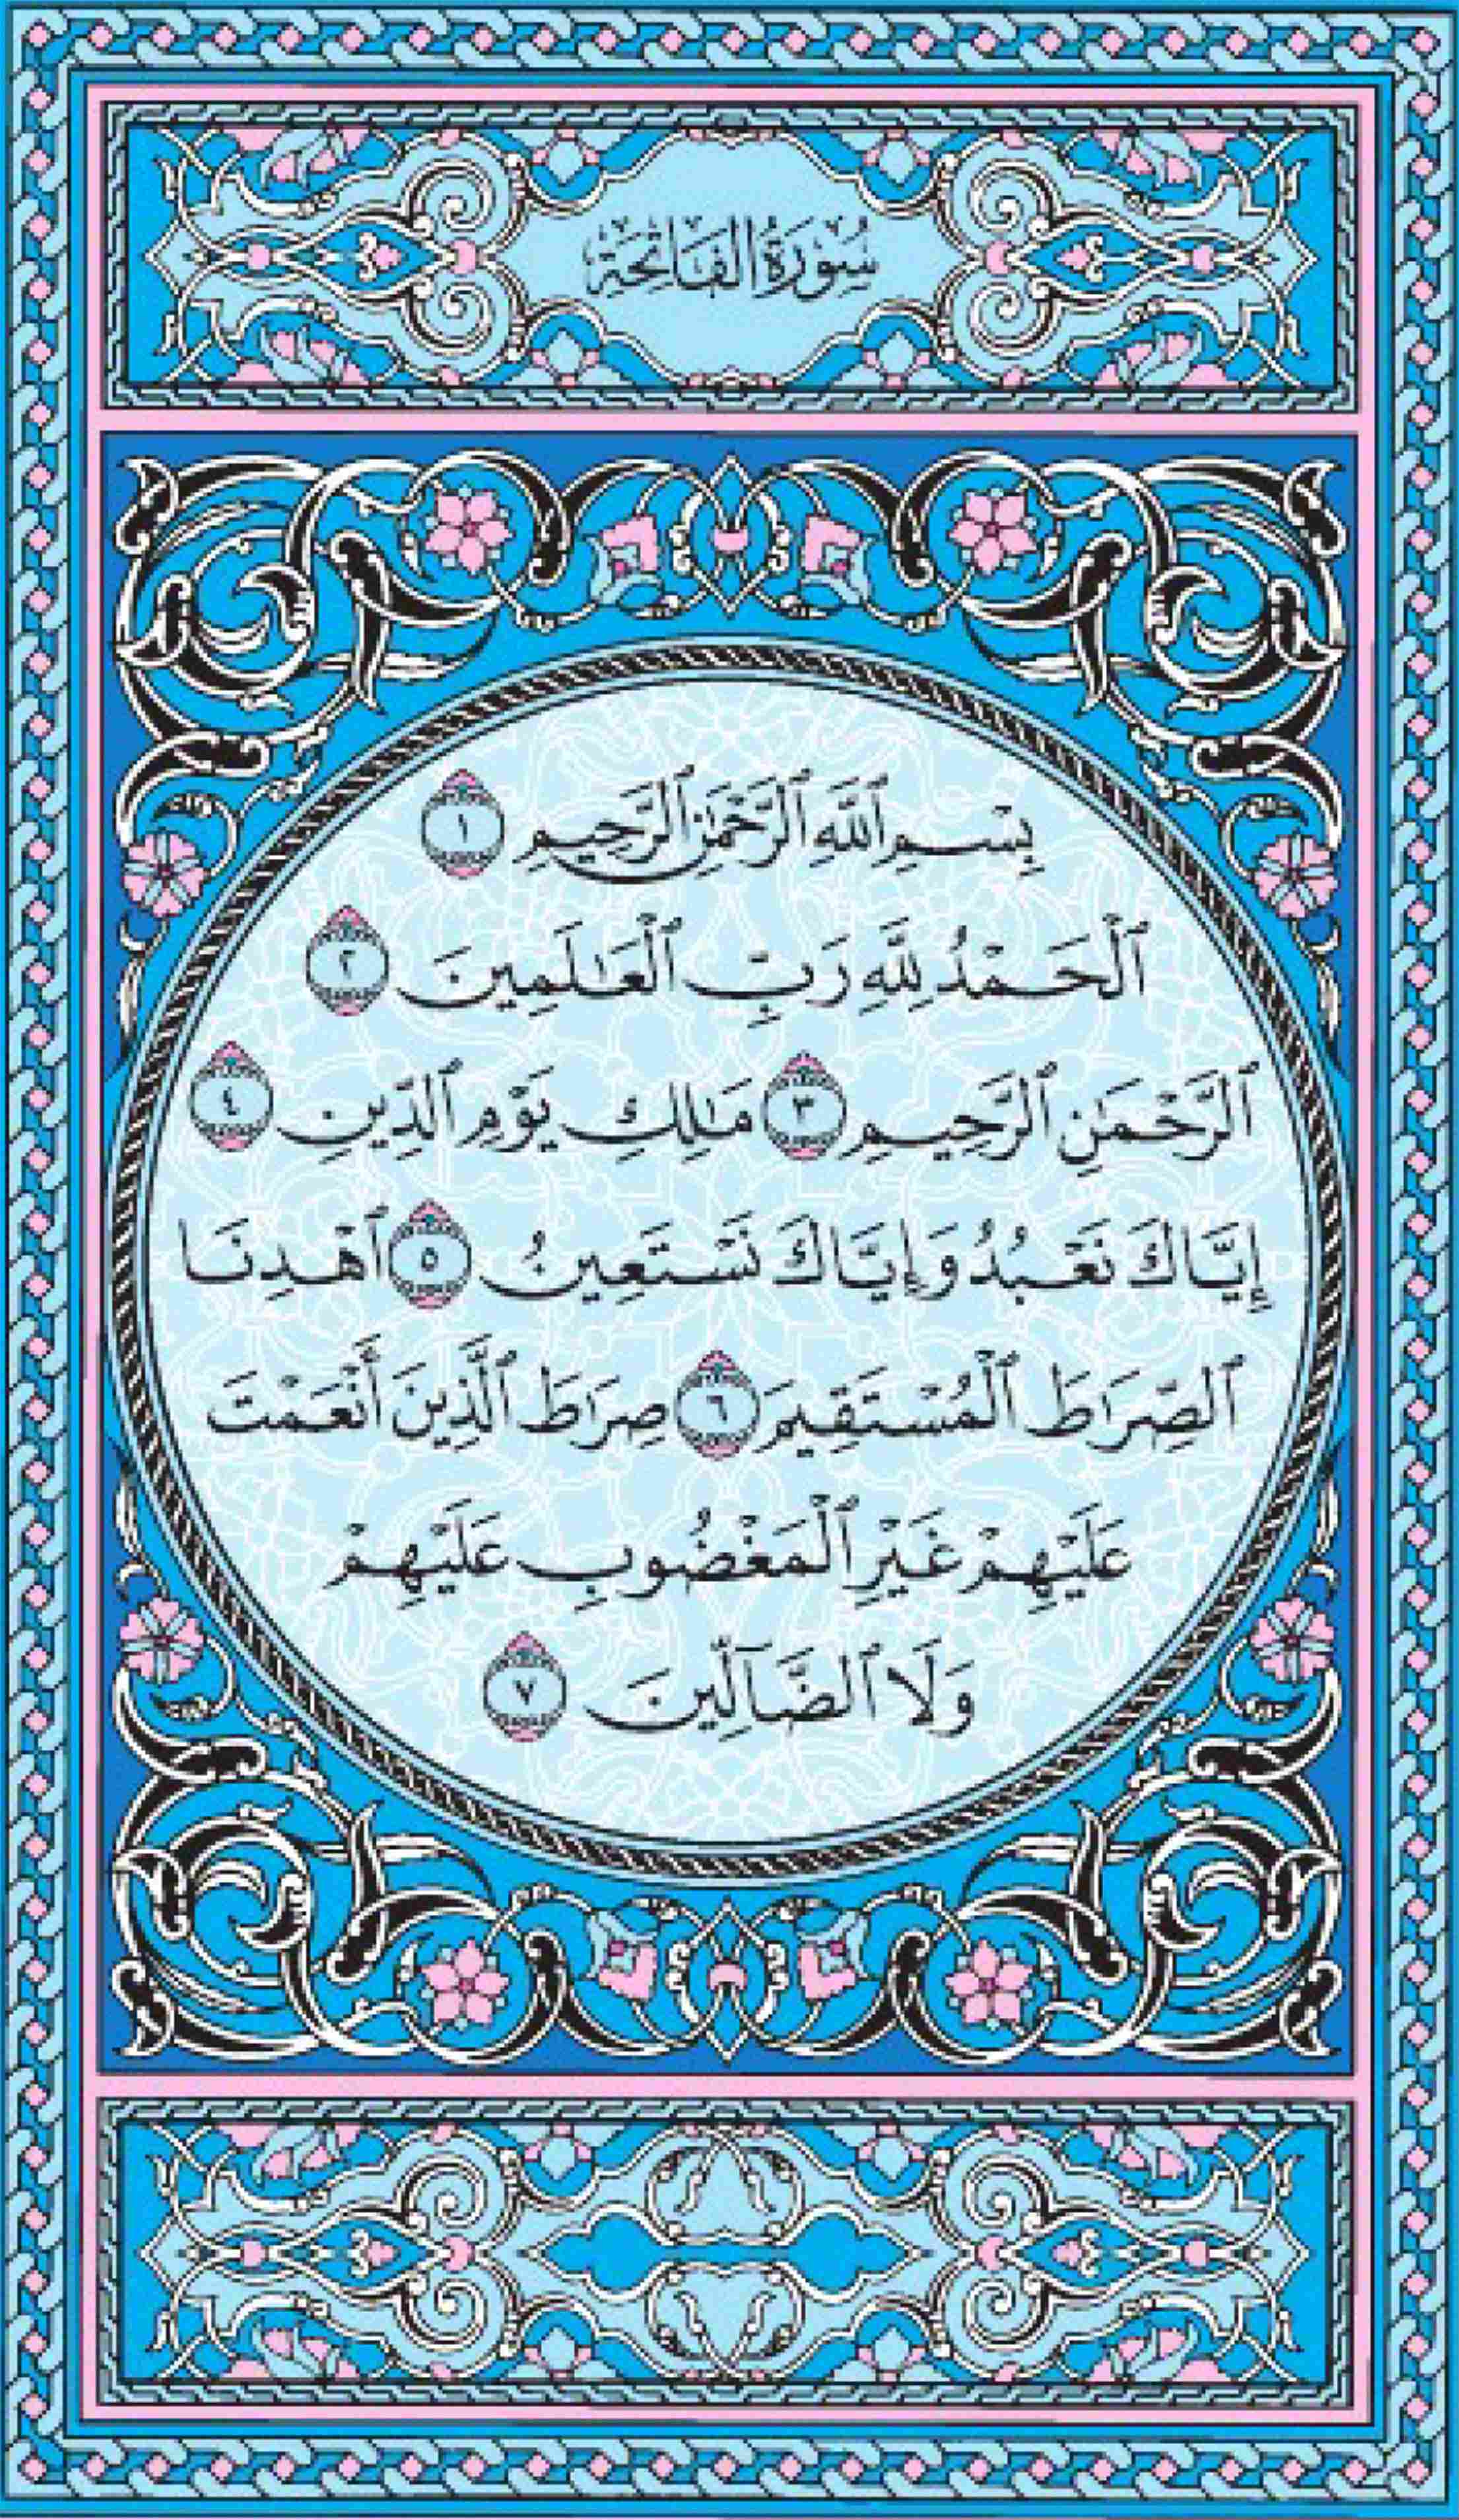 سُورَةُ الفَاتِحَةِ
بِسْمِ ٱللَّهِ ٱلرَّحْمَٰنِ ٱلرَّحِيمِ ١
ٱلْحَمْدُ لِلَّهِ رَبِّ ٱلْعَٰلَمِينَ ٢
ٱلرَّحْمَٰنِ ٱلرَّحِيمِ ٣ مَٰلِكِ يَوْمِ ٱلدِّينِ ٤
إِيَّاكَ نَعْبُدُ وَإِيَّاكَ نَسْتَعِينُ ٥ ٱهْدِنَا
ٱلصِّرَٰطَ ٱلْمُسْتَقِيمَ ٦ صِرَٰطَ ٱلَّذِينَ أَنْعَمْتَ
عَلَيْهِمْ غَيْرِ ٱلْمَغْضُوبِ عَلَيْهِمْ
وَلَا ٱلضَّآلِّينَ ٧